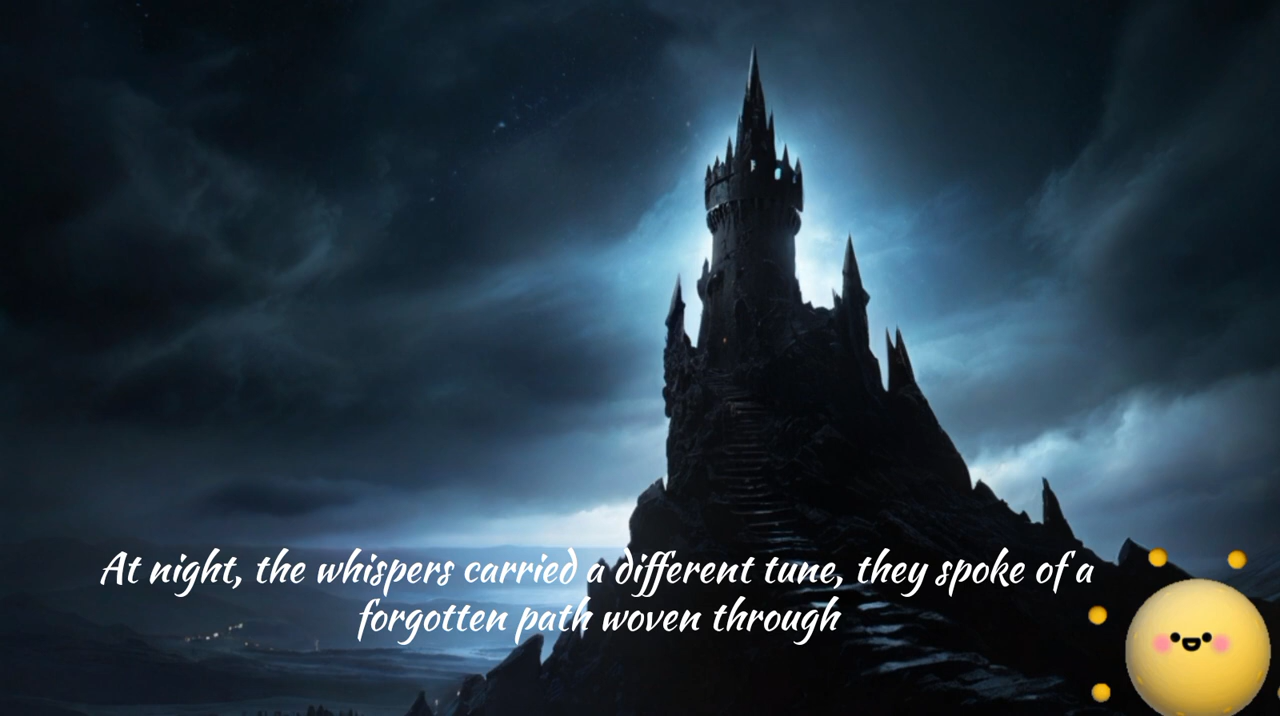 At night, the whispers carried a different tune, they spoke of a
forgotten path woven through